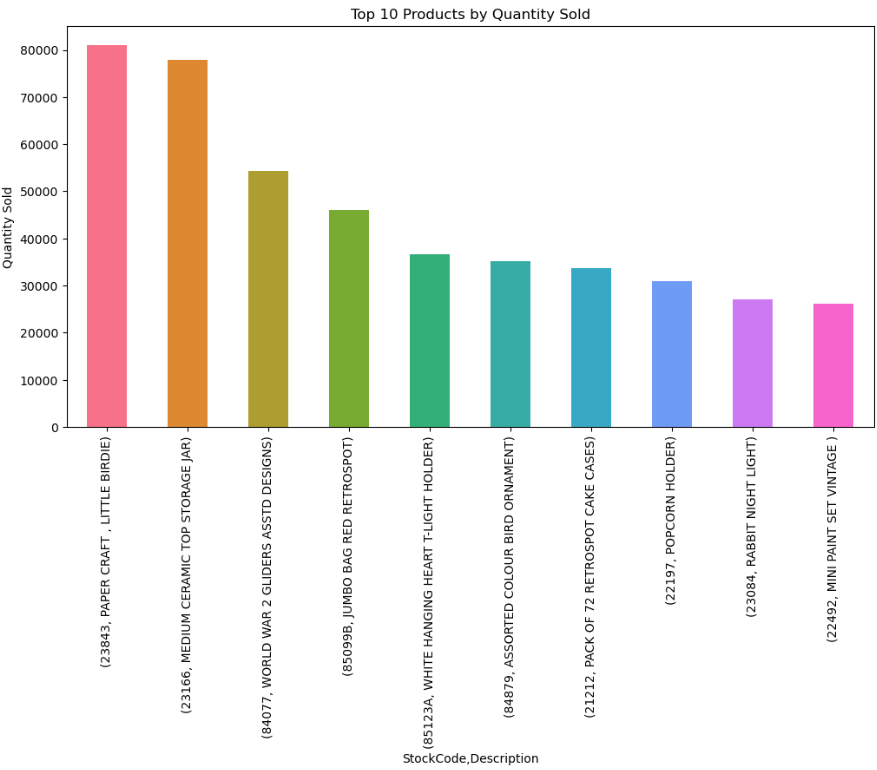 Top 10 Products by Quantity Sold
Quantity Sold
80000
70000
60000
50000
40000
30000
20000
10000
0
(23843, PAPER CRAFT , LITTLE BIRDIE)
(23166, MEDIUM CERAMIC TOP STORAGE JAR)
(84077, WORLD WAR 2 GLIDERS ASSTD DESIGNS)
(85099B, JUMBO BAG RED RETROSPOT)
(85123A, WHITE HANGING HEART T-LIGHT HOLDER)
(84879, ASSORTED COLOUR BIRD ORNAMENT)
(21212, PACK OF 72 RETROSPOT CAKE CASES)
(22197, POPCORN HOLDER)
(23084, RABBIT NIGHT LIGHT)
(22492, MINI PAINT SET VINTAGE )
StockCode,Description